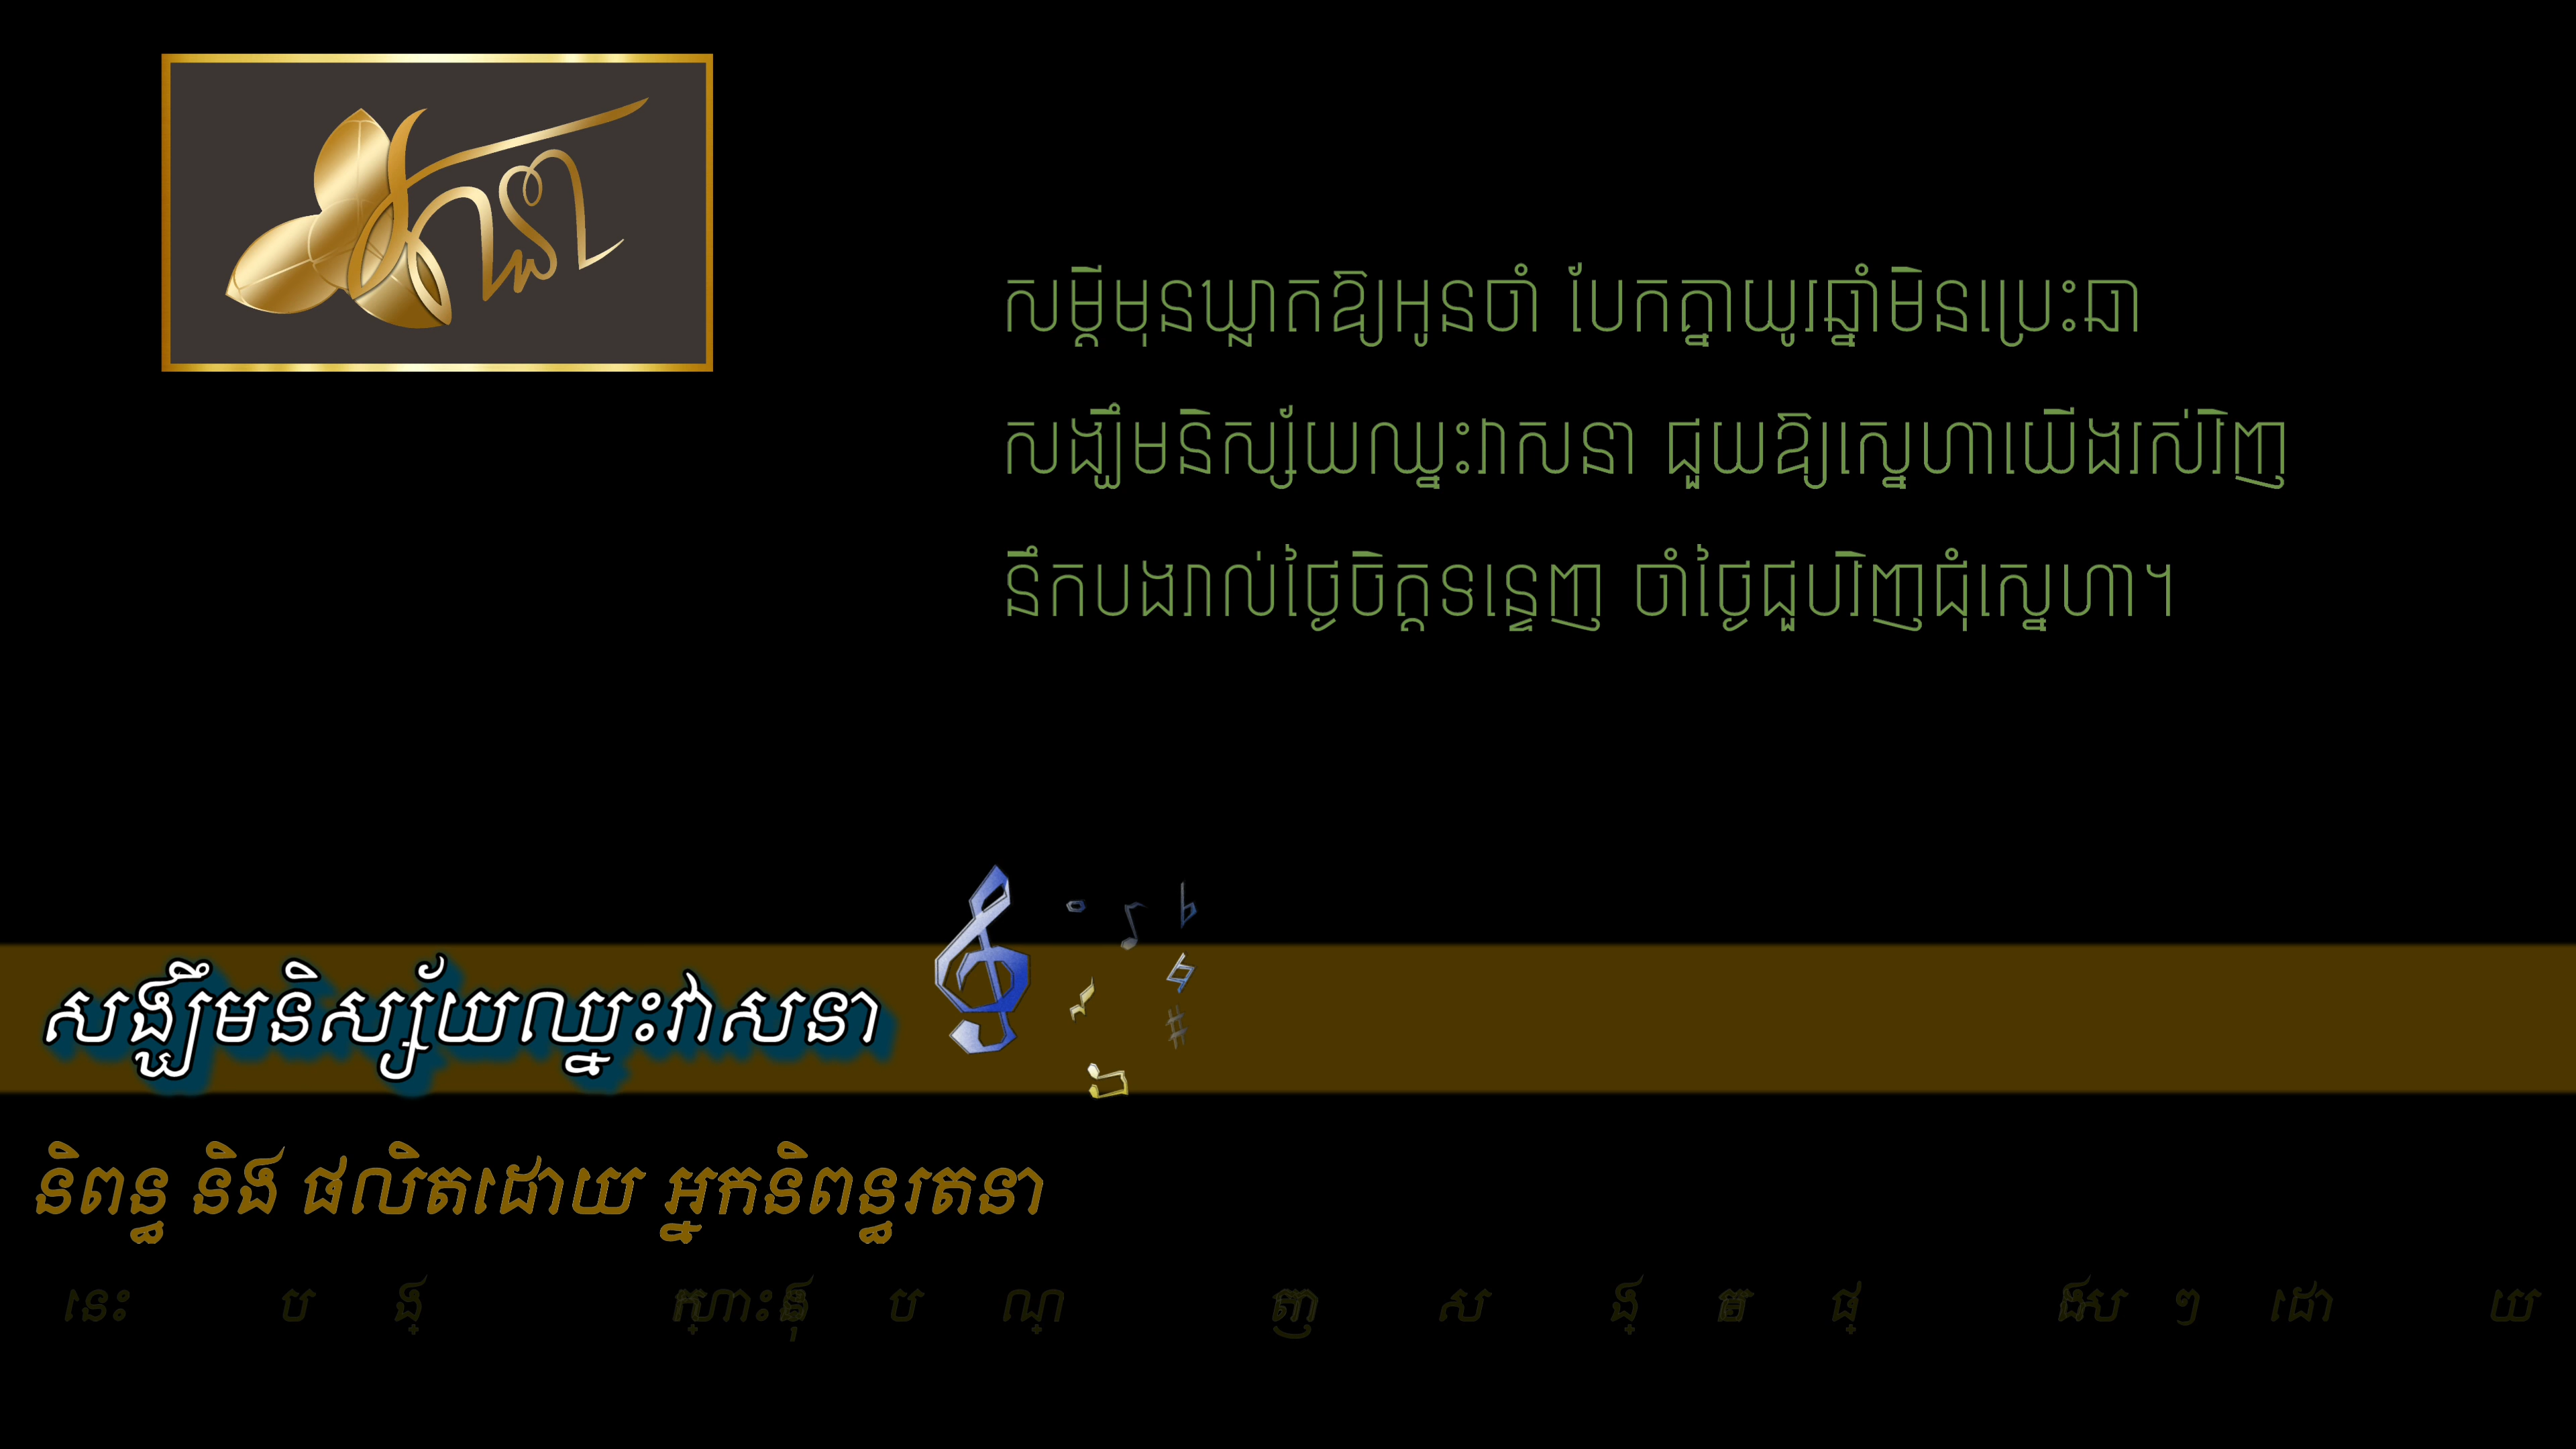 សម្ដីមុនឃ្លាតឱ្យអូនចាំ បែកគ្នាយូរឆ្នាំមិនប្រែះឆា
សង្ឃឹមនិស្ស័យឈ្នះវាសនា ជួយឱ្យស្នេហាយើងរស់វិញ
នឹកបងរាល់ថ្ងៃចិត្តទន្ទេញ ចាំថ្ងៃជួបវិញជុំស្នេហា។
សង្ឃឹមនិស្ស័យឈ្នះវាសនា
និពន្ធ និង ផលិតដោយ អ្នកនិពន្ធរតនា